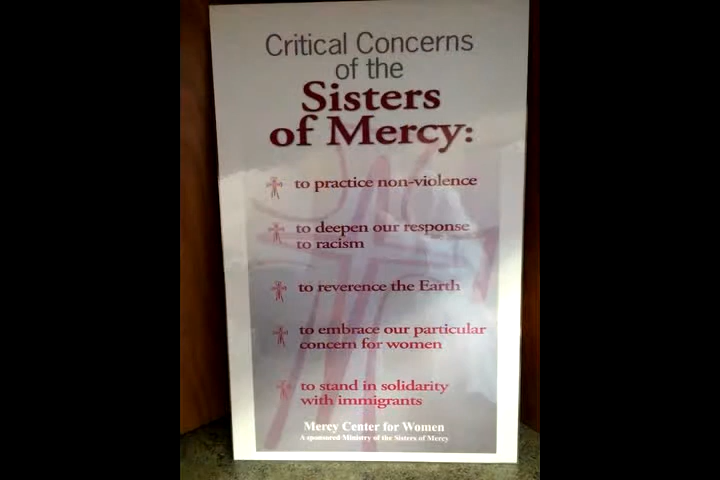 Critical Concerns
of the
Sisters
of Mercy:
to practice non-violence
to deepen our response
to racism
to reverence the Earth
to embrace our particular
concern for women
to stand in solidarity
with immigrants
Mercy Center for Women
A sponsored Ministry of the Sisters of Mercy